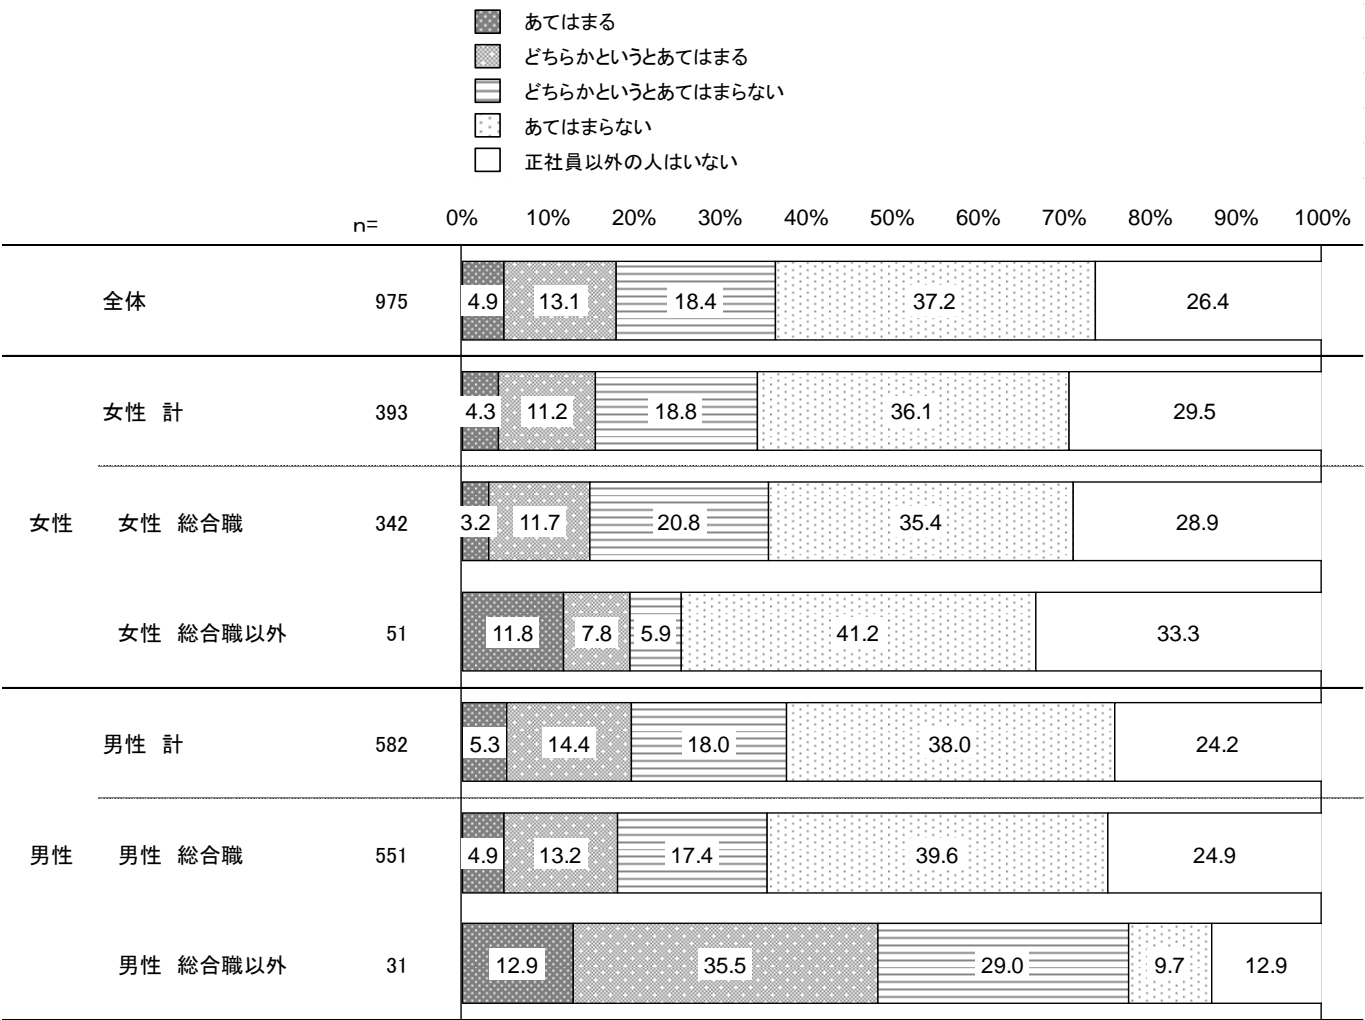 あてはまる
どちらかというとあてはまる
どちらかというとあてはまらない
あてはまらない
正社員以外の人はいない
n= 0% 10% 20% 30% 40% 50% 60% 70% 80% 90% 100%
全体 975 4.9 13.1 18.4 37.2 26.4
女性 計 393 4.3 11.2 18.8 36.1 29.5
女性 女性 総合職 342 3.2 11.7 20.8 35.4 28.9
女性 総合職以外 51 11.8 7.8 5.9 41.2 33.3
男性 計 582 5.3 14.4 18.0 38.0 24.2
男性 男性 総合職 551 4.9 13.2 17.4 39.6 24.9
男性 総合職以外 31 12.9 35.5 29.0 9.7 12.9